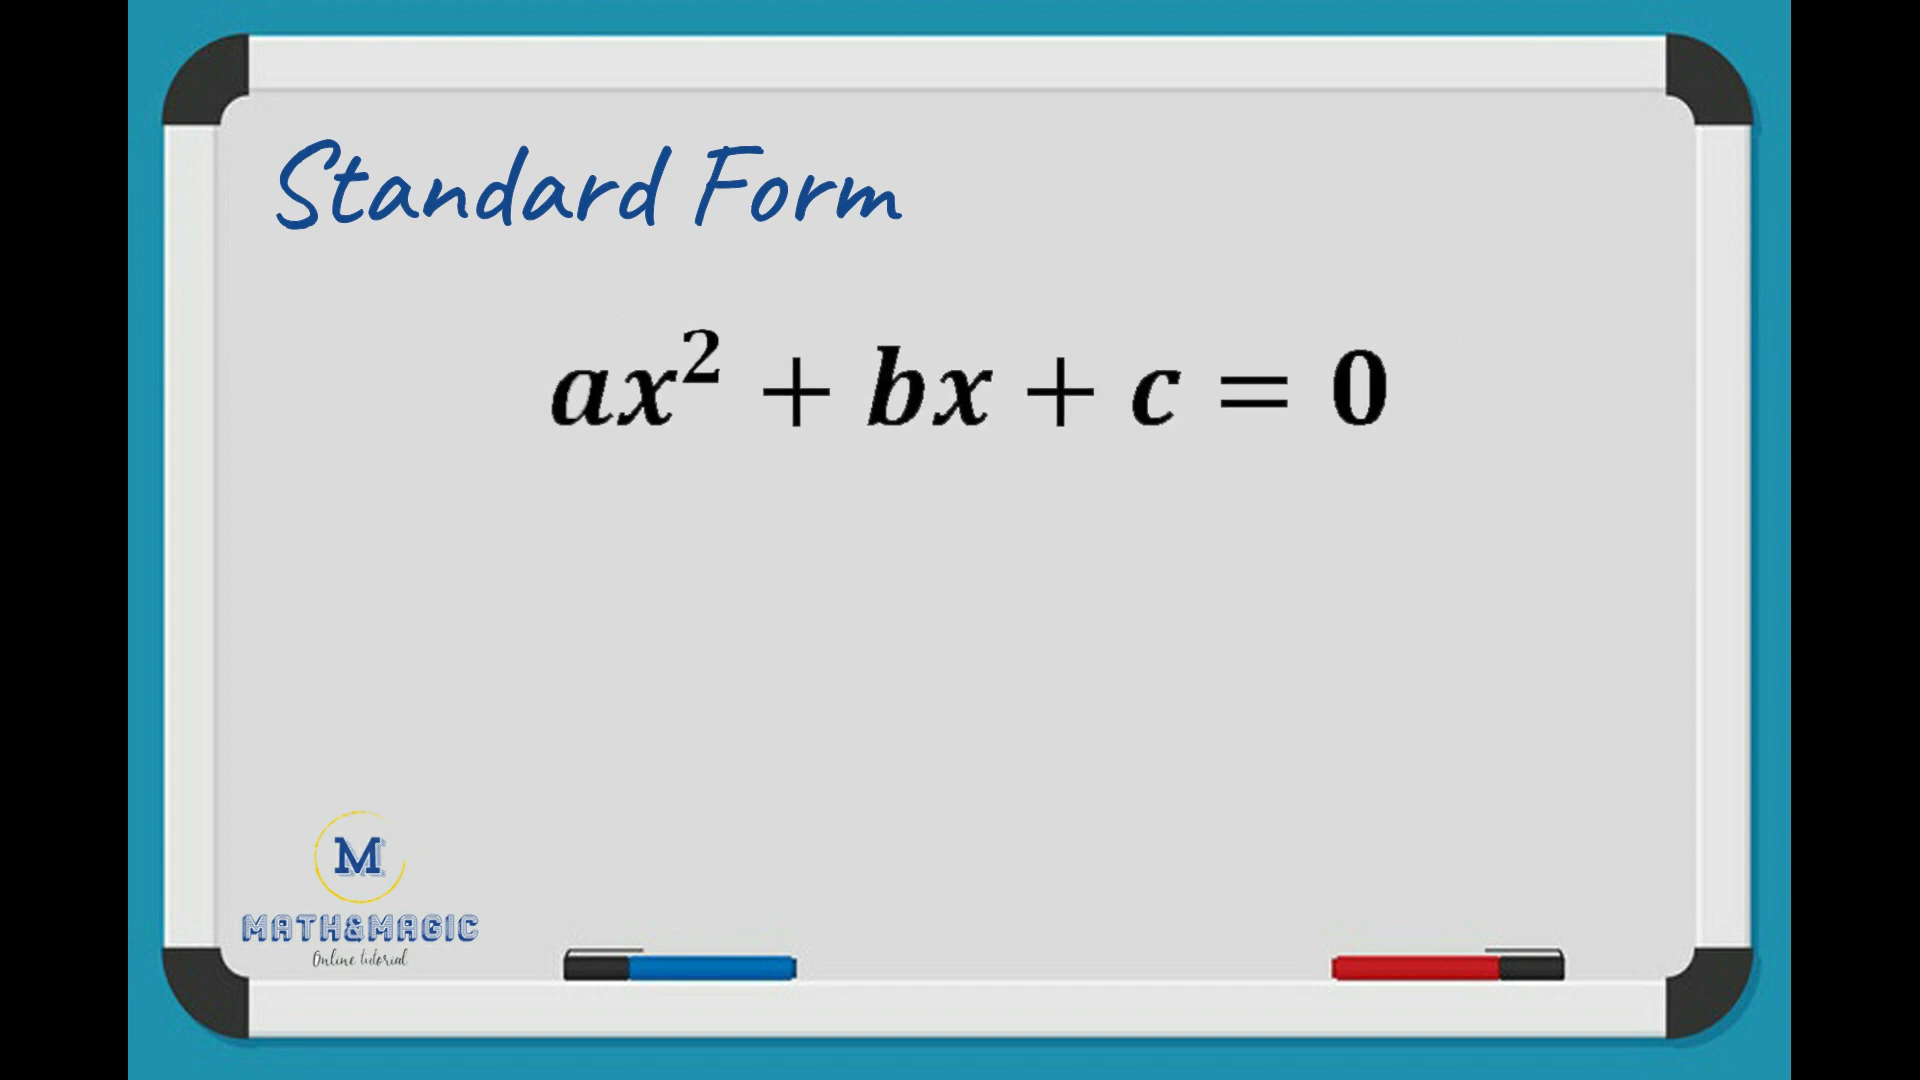 Standard Form
ax² + bx + c = 0
M
MATH&MAGIC
Online tutorial